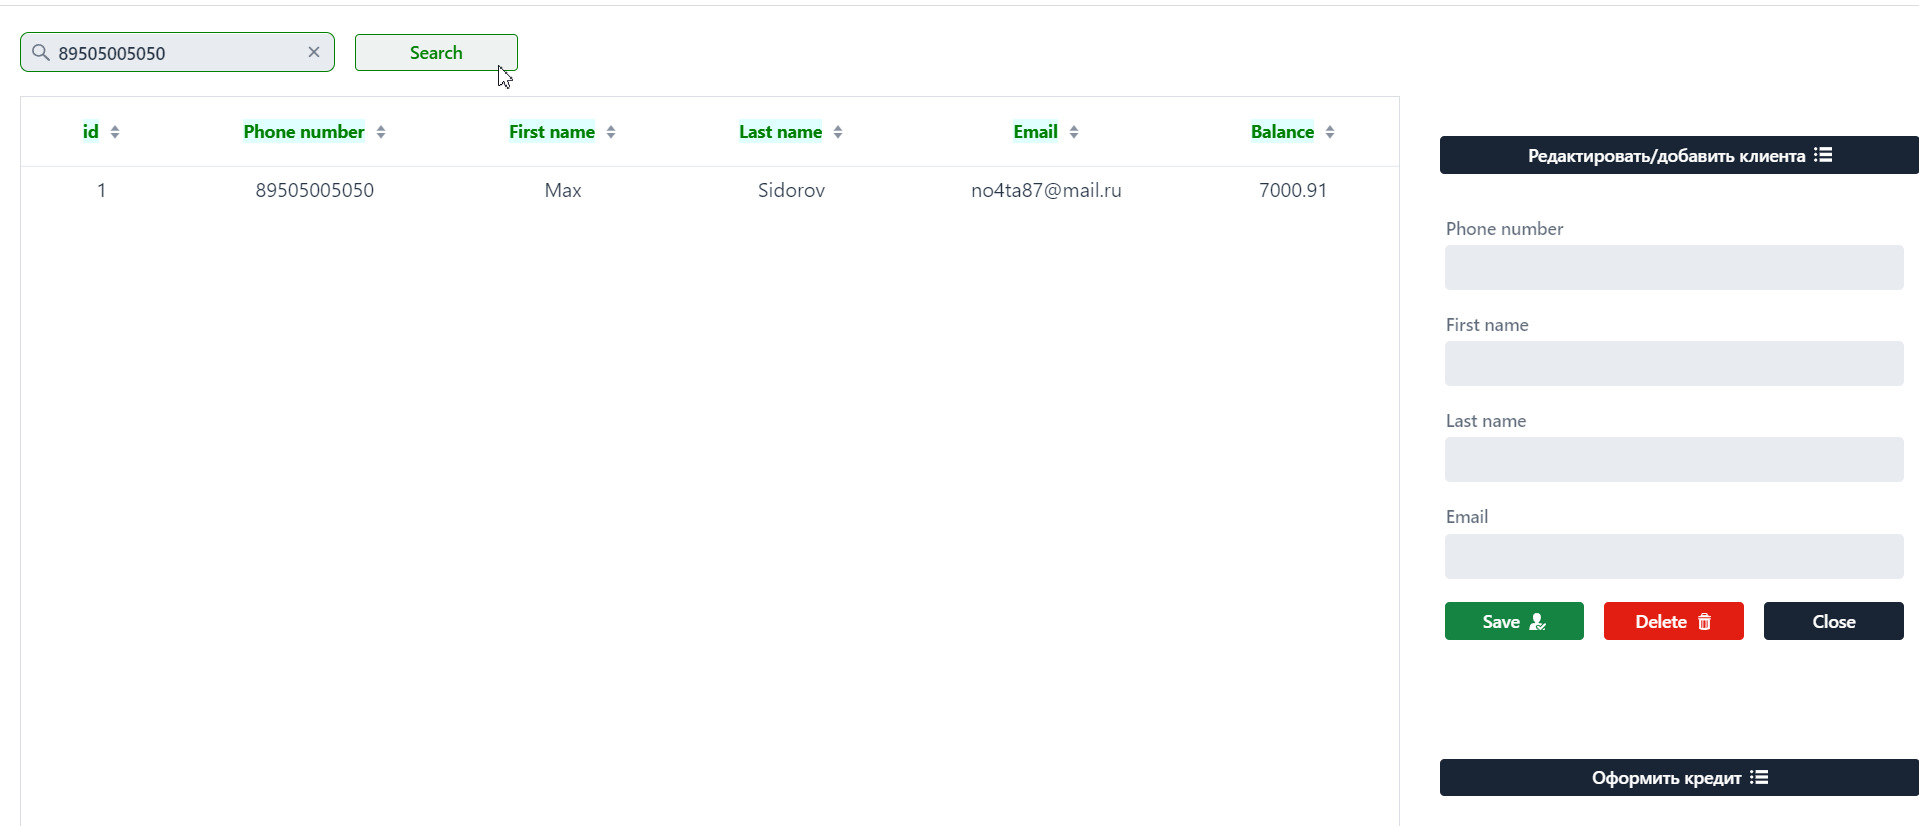 89505005050
Search
id Phone number First name Last name Email Balance
1 89505005050 Max Sidorov no4ta87@mail.ru 7000.91
Редактировать/добавить клиента
Phone number
First name
Last name
Email
Save Delete Close
Оформить кредит